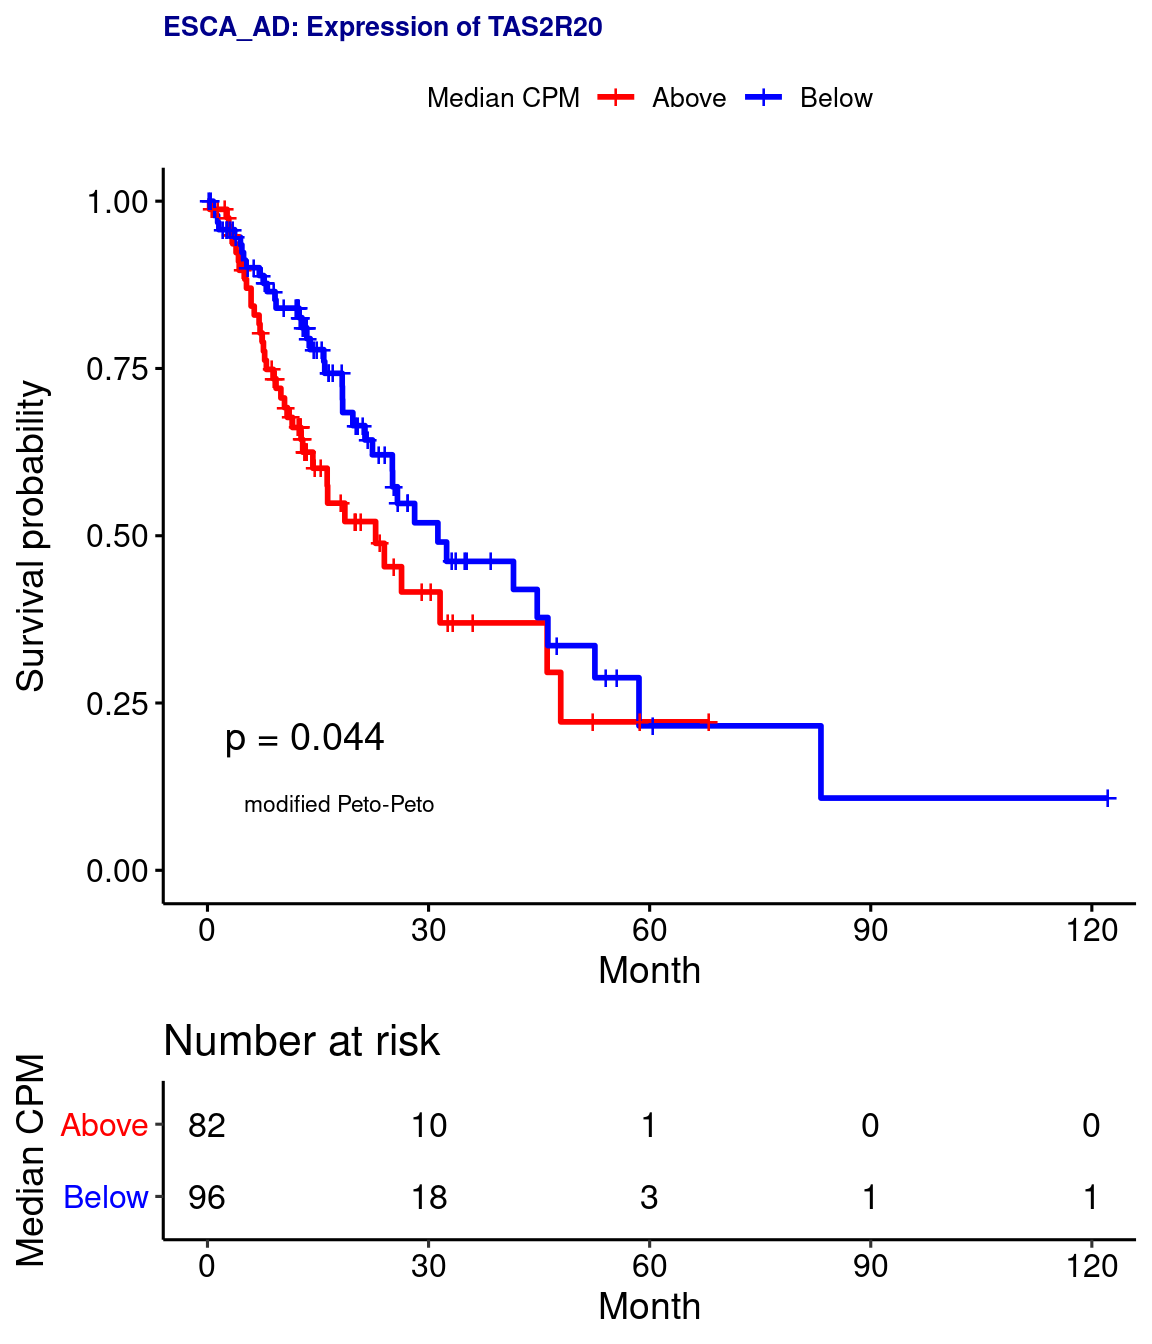 ESCA_AD: Expression of TAS2R20
Median CPM Above Below
Survival probability
1.00
0.75
0.50
0.25
0.00
p = 0.044
modified Peto-Peto
0 30 60 90 120
Month
Number at risk
Median CPM
Above 82 10 1 0 0
Below 96 18 3 1 1
0 30 60 90 120
Month